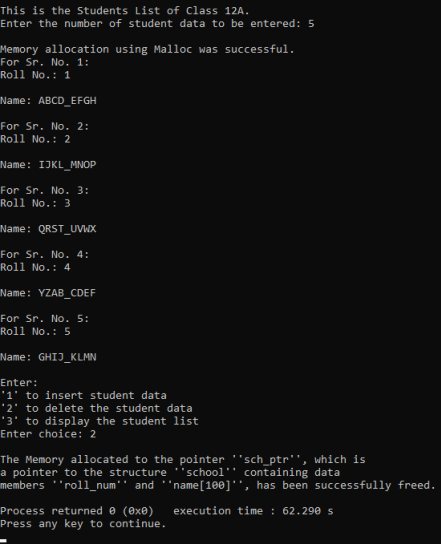 This is the Students List of Class 12A.
Enter the number of student data to be entered: 5
Memory allocation using Malloc was successful.
For Sr. No. 1:
Roll No.: 1
Name: ABCD_EFGH
For Sr. No. 2:
Roll No.: 2
Name: IJKL_MNOP
For Sr. No. 3:
Roll No.: 3
Name: QRST_UVWX
For Sr. No. 4:
Roll No.: 4
Name: YZAB_CDEF
For Sr. No. 5:
Roll No.: 5
Name: GHIJ_KLMN
Enter:
'1' to insert student data
'2' to delete the student data
'3' to display the student list
Enter choice: 2
The Memory allocated to the pointer ''sch_ptr'', which is
a pointer to the structure ''school'' containing data
members ''roll_num'' and ''name[100]'', has been successfully freed.
Process returned 0 (0x0)   execution time : 62.290 s
Press any key to continue.